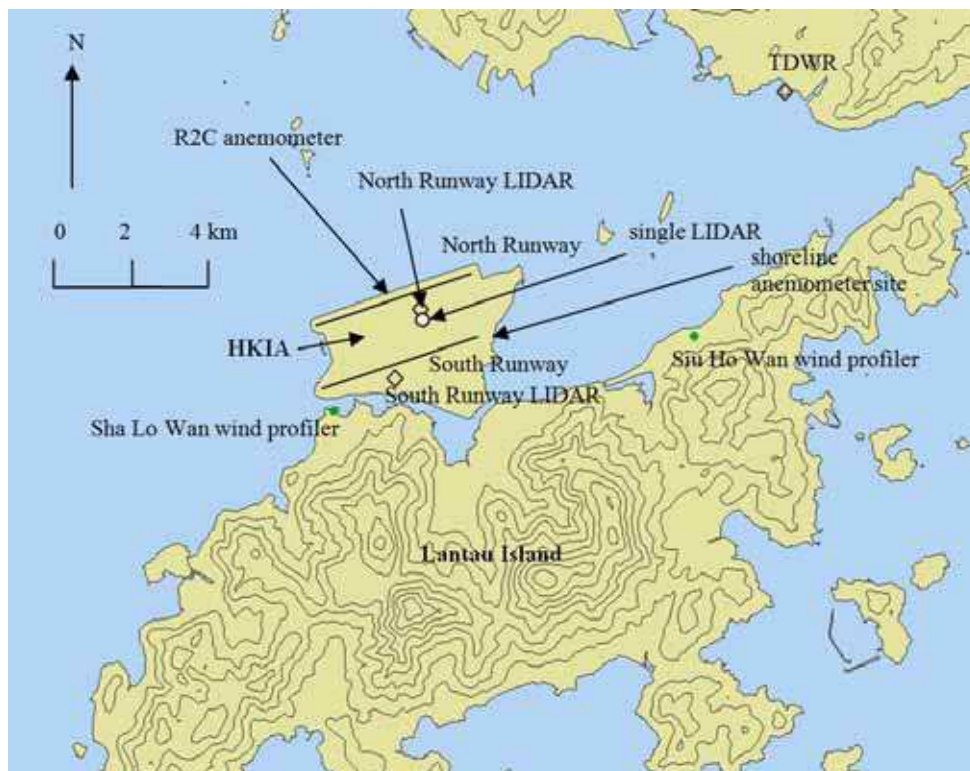 N
TDWR
R2C anemometer
North Runway LIDAR
0 2 4 km
North Runway
single LIDAR
shoreline
anemometer site
HKIA
South Runway
Siu Ho Wan wind profiler
South Runway LIDAR
Sha Lo Wan wind profiler
Lantau Island